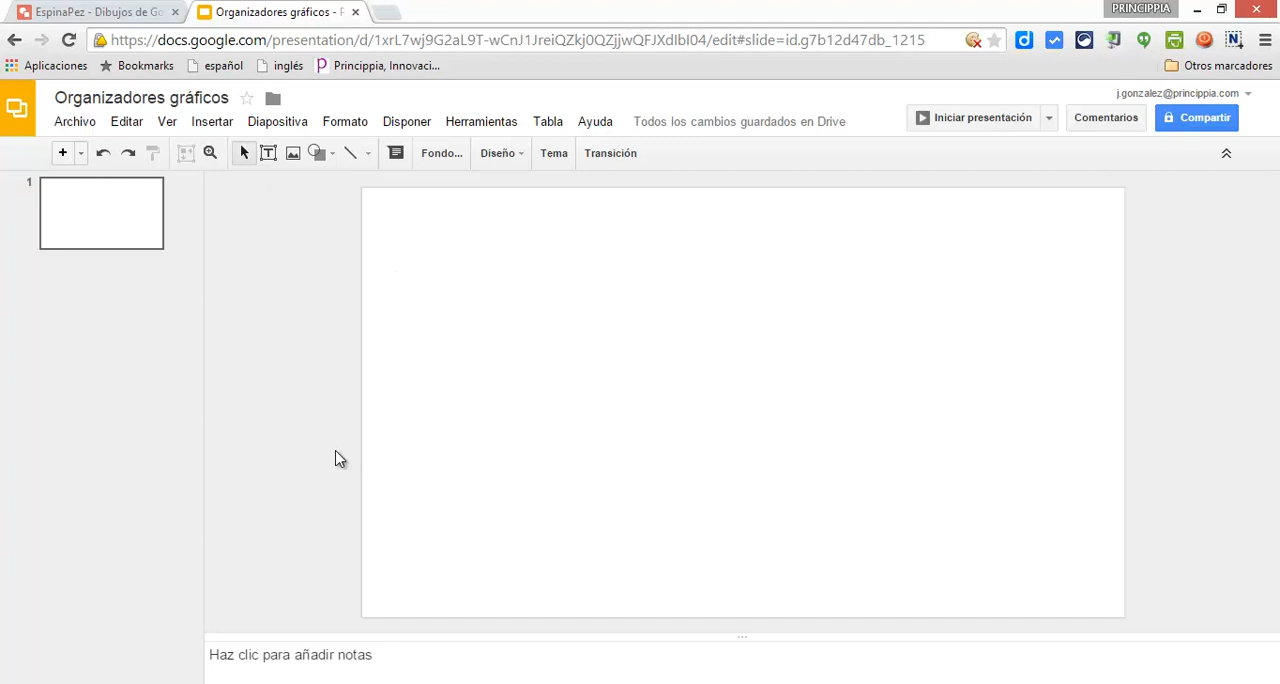 EspinaPez - Dibujos de Go
Organizadores gráficos - P
PRINCIPPIA
https://docs.google.com/presentation/d/1xrL7wj9G2aL9T-wCnJ1JreiQZkj0QZjjwQFJXdIbI04/edit#slide=id.g7b12d47db_1215
Aplicaciones
Bookmarks
español
inglés
Princippia, Innovaci...
Otros marcadores
Organizadores gráficos
j.gonzalez@princippia.com
Archivo Editar Ver Insertar Diapositiva Formato Disponer Herramientas Tabla Ayuda
Todos los cambios guardados en Drive
Iniciar presentación
Comentarios
Compartir
Fondo...
Diseño
Tema
Transición
1
Haz clic para añadir notas